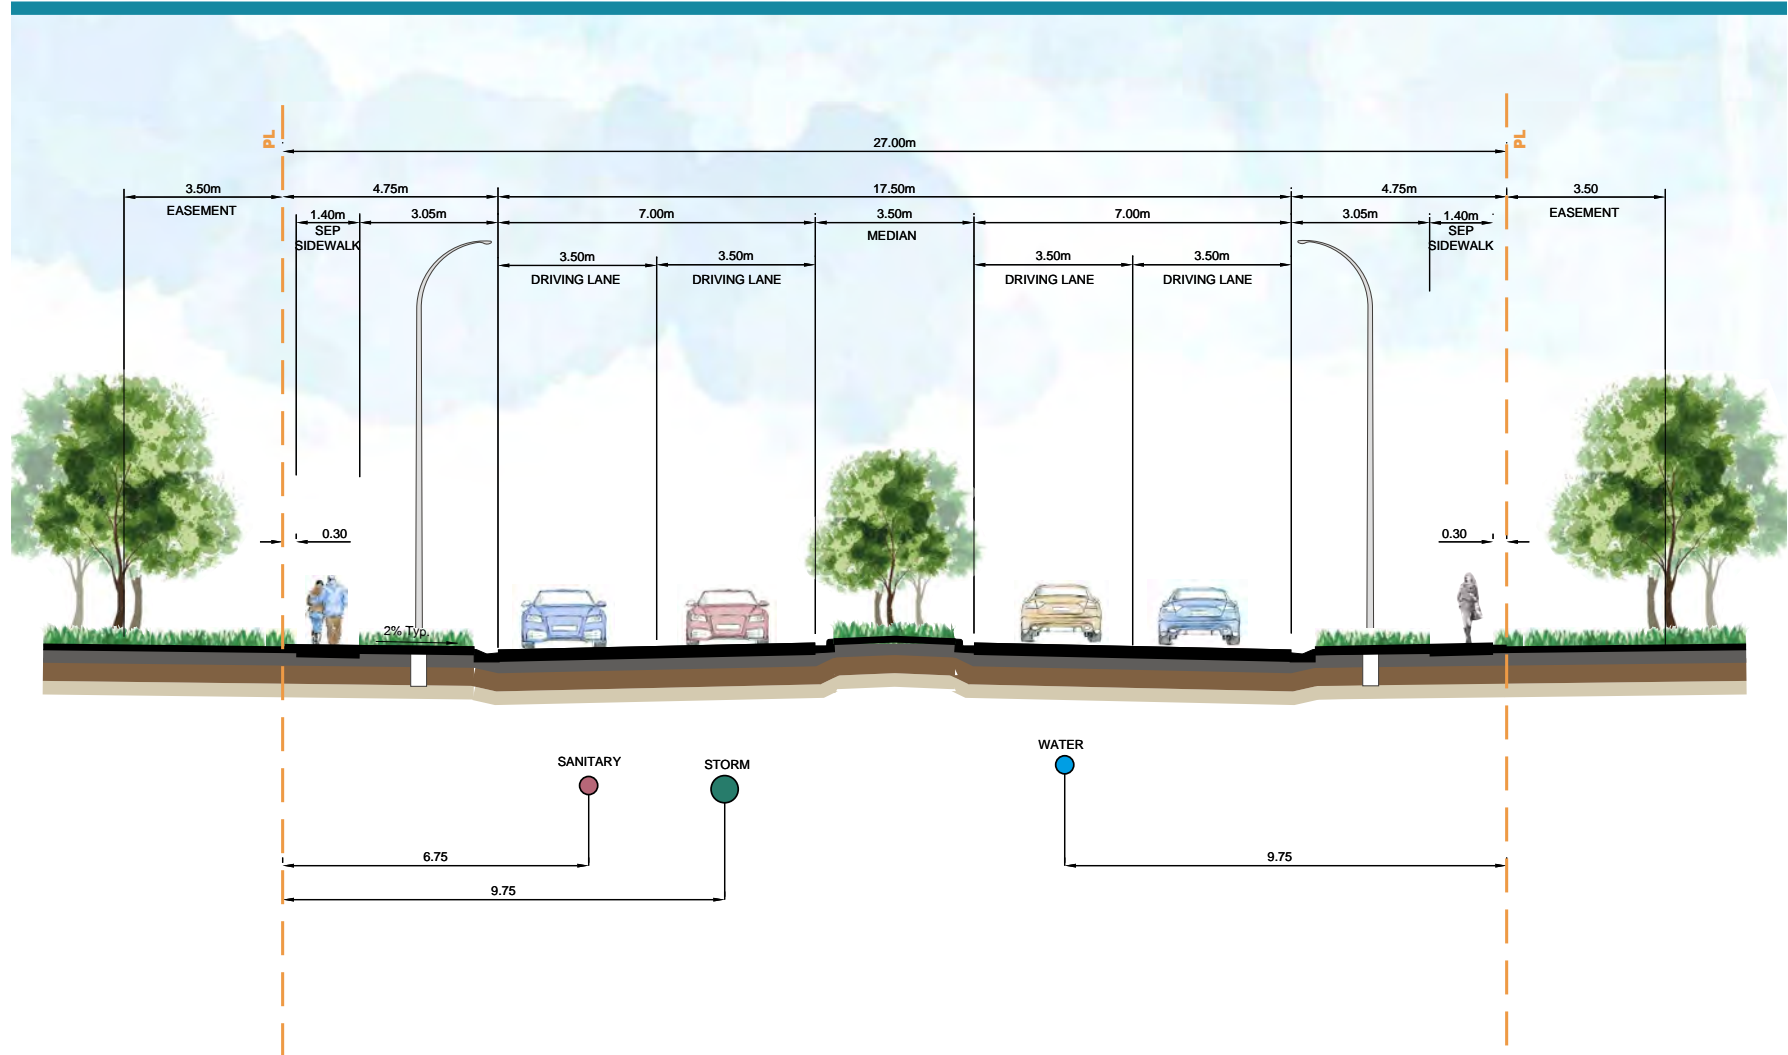 PL
PL
27.00m
3.50m
4.75m
17.50m
4.75m
3.50
EASEMENT
EASEMENT
1.40m
3.05m
7.00m
3.50m
7.00m
3.05m
1.40m
SEP
SIDEWALK
MEDIAN
SEP
SIDEWALK
3.50m
3.50m
3.50m
3.50m
DRIVING LANE
DRIVING LANE
DRIVING LANE
DRIVING LANE
0.30
0.30
2% Typ.
WATER
SANITARY
STORM
6.75
9.75
9.75